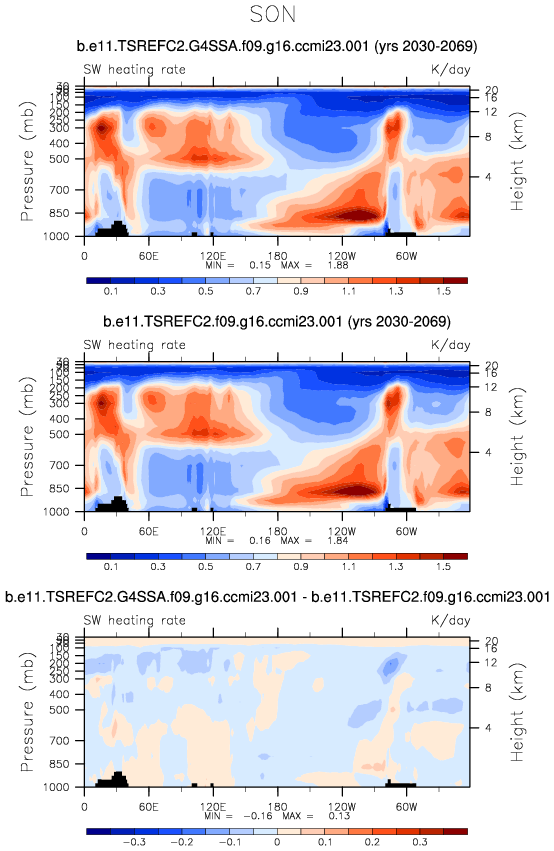 SON
b.e11.TSREFC2.G4SSA.f09.g16.ccmi23.001 (yrs 2030-2069)
SW heating rate K/day
Pressure (mb)
30
100
150
200
250
300
400
500
700
850
1000
20
16
12
8
4
Height (km)
0 60E 120E 180 120W 60W
MIN = 0.15 MAX = 1.88
0.1 0.3 0.5 0.7 0.9 1.1 1.3 1.5
b.e11.TSREFC2.f09.g16.ccmi23.001 (yrs 2030-2069)
SW heating rate K/day
Pressure (mb)
30
100
150
200
250
300
400
500
700
850
1000
20
16
12
8
4
Height (km)
0 60E 120E 180 120W 60W
MIN = 0.16 MAX = 1.84
0.1 0.3 0.5 0.7 0.9 1.1 1.3 1.5
b.e11.TSREFC2.G4SSA.f09.g16.ccmi23.001 - b.e11.TSREFC2.f09.g16.ccmi23.001
SW heating rate K/day
Pressure (mb)
30
100
150
200
250
300
400
500
700
850
1000
20
16
12
8
4
Height (km)
0 60E 120E 180 120W 60W
MIN = -0.16 MAX = 0.13
-0.3 -0.2 -0.1 0 0.1 0.2 0.3